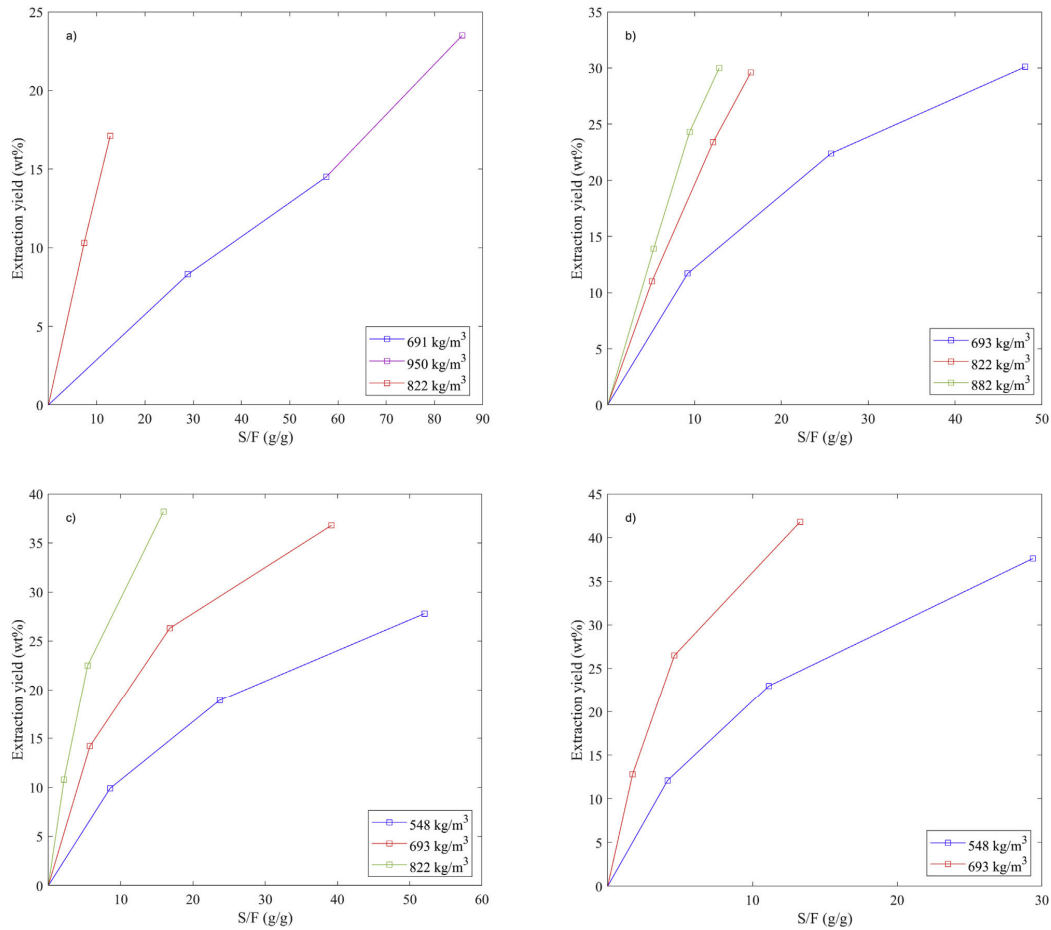 a)
25
20
15
10
5
0
Extraction yield (wt%)
10 20 30 40 50 60 70 80 90
S/F (g/g)
691 kg/m³
950 kg/m³
822 kg/m³
b)
35
30
25
20
15
10
5
0
Extraction yield (wt%)
10 20 30 40 50
S/F (g/g)
693 kg/m³
822 kg/m³
882 kg/m³
c)
40
35
30
25
20
15
10
5
0
Extraction yield (wt%)
10 20 30 40 50 60
S/F (g/g)
548 kg/m³
693 kg/m³
822 kg/m³
d)
45
40
35
30
25
20
15
10
5
0
Extraction yield (wt%)
10 20 30
S/F (g/g)
548 kg/m³
693 kg/m³